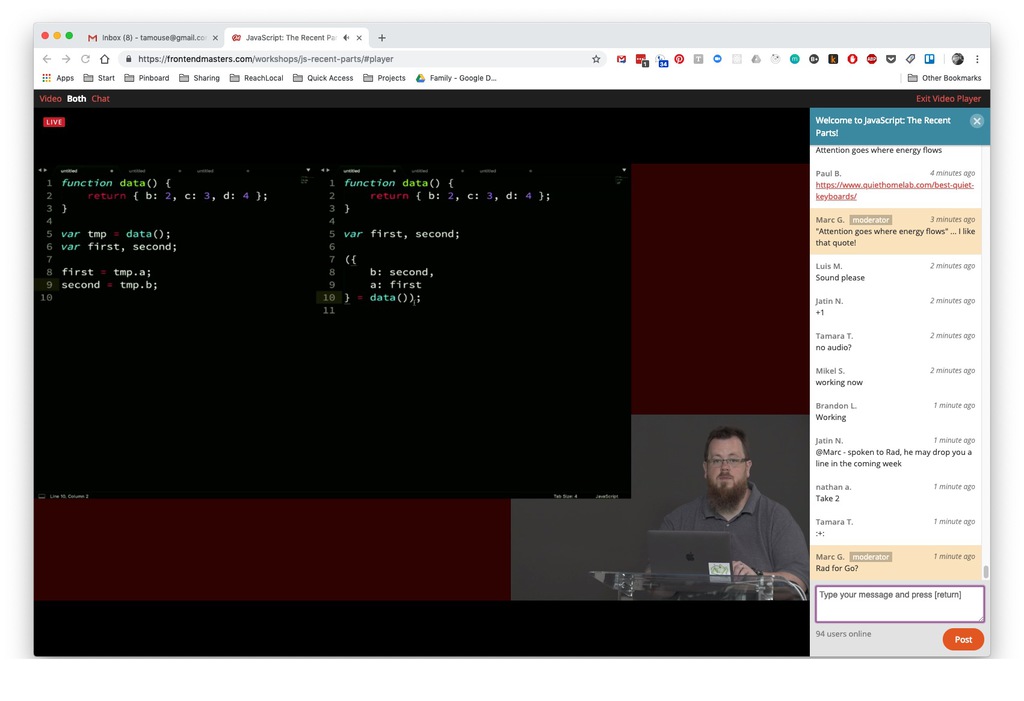 Inbox (8) - tamouse@gmail.co
JavaScript: The Recent Pa
https://frontendmasters.com/workshops/js-recent-parts/#player
Apps Start Pinboard Sharing ReachLocal Quick Access Projects Family - Google D... Other Bookmarks
Video Both Chat
Exit Video Player
LIVE
untitled untitled untitled
1 function data() {
2 return { b: 2, c: 3, d: 4 };
3 }
4
5 var tmp = data();
6 var first, second;
7
8 first = tmp.a;
9 second = tmp.b;
10
untitled untitled untitled
1 function data() {
2 return { b: 2, c: 3, d: 4 };
3 }
4
5 var first, second;
6
7 ({
8 b: second,
9 a: first
10 } = data());
11
Line 10, Column 2
Tab Size: 4 JavaScript
Welcome to JavaScript: The Recent
Parts!
Attention goes where energy flows
Paul B. 4 minutes ago
https://www.quiethomelab.com/best-quiet-
keyboards/
Marc G. moderator 3 minutes ago
"Attention goes where energy flows" ... I like
that quote!
Luis M. 2 minutes ago
Sound please
Jatin N. 2 minutes ago
+1
Tamara T. 2 minutes ago
no audio?
Mikel S. 2 minutes ago
working now
Brandon L. 1 minute ago
Working
Jatin N. 1 minute ago
@Marc - spoken to Rad, he may drop you a
line in the coming week
nathan a. 1 minute ago
Take 2
Tamara T. 1 minute ago
:+:
Marc G. moderator 1 minute ago
Rad for Go?
Type your message and press [return]
94 users online
Post